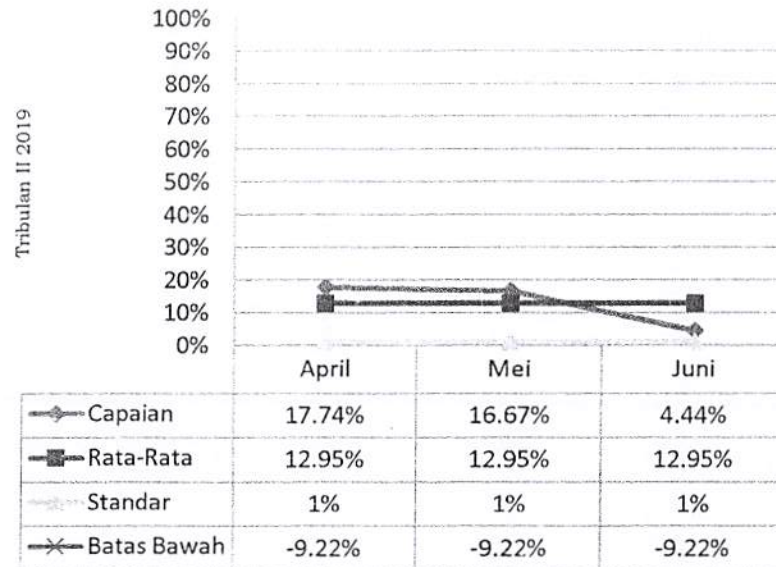 Tribulan II 2019
100%
90%
80%
70%
60%
50%
40%
30%
20%
10%
0%
April Mei Juni
Capaian 17.74% 16.67% 4.44%
Rata-Rata 12.95% 12.95% 12.95%
Standar 1% 1% 1%
Batas Bawah -9.22% -9.22% -9.22%